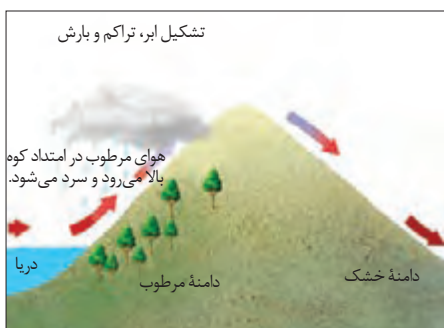 تشکیل ابر، تراکم و بارش
هوای مرطوب در امتداد کوه
بالا می‌رود و سرد می‌شود.
دریا
دامنهٔ مرطوب
دامنهٔ خشک